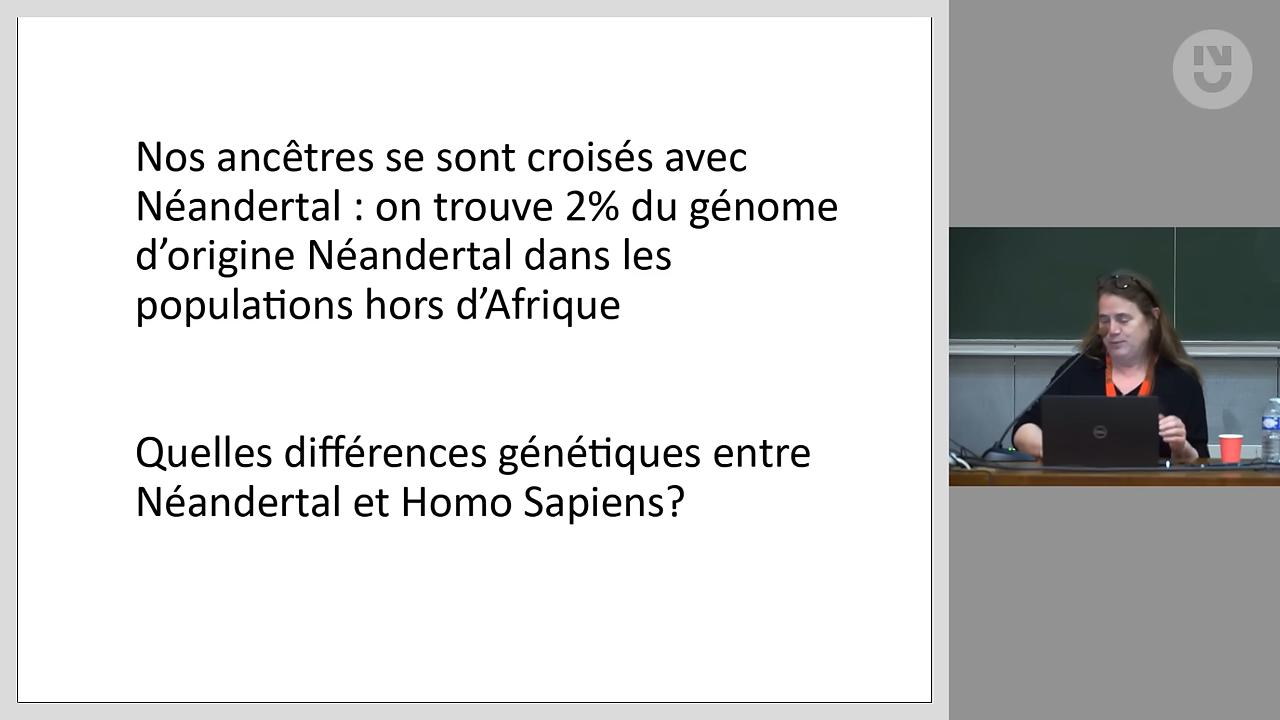 Nos ancêtres se sont croisés avec
Néandertal : on trouve 2% du génome
d’origine Néandertal dans les
populations hors d’Afrique
Quelles différences génétiques entre
Néandertal et Homo Sapiens?